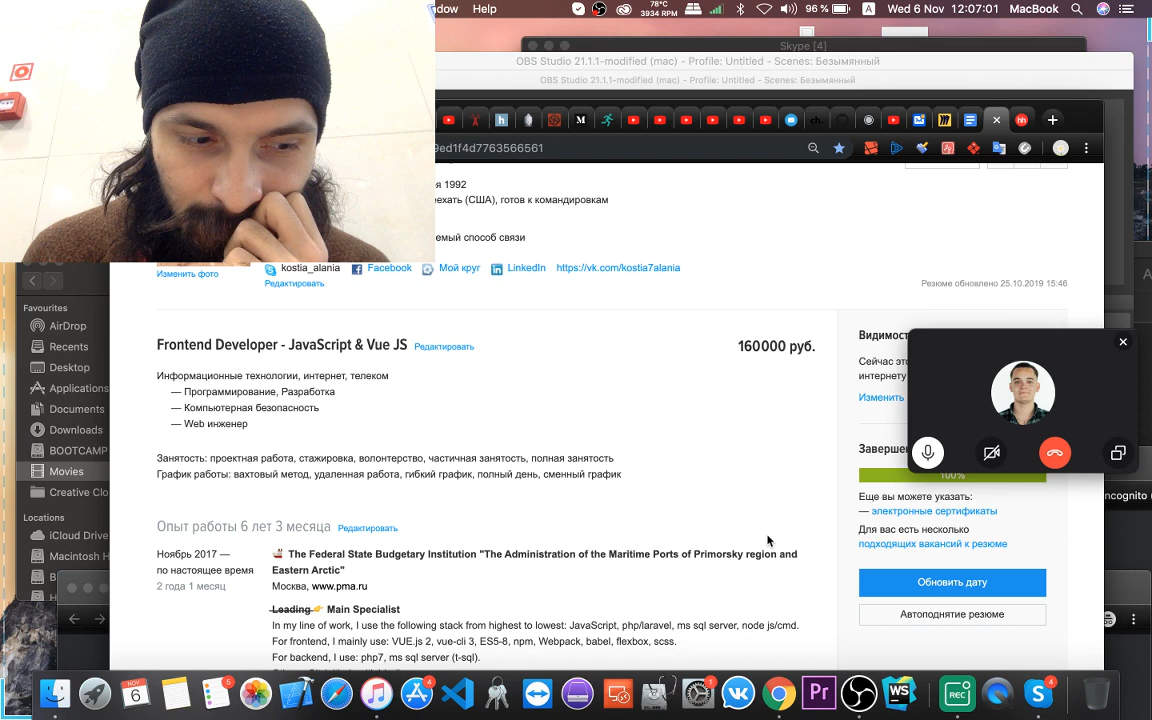 dow Help 78°C 3934 RPM 96 % A Wed 6 Nov 12:07:01 MacBook
Skype [4]
OBS Studio 21.1.1-modified (mac) - Profile: Untitled - Scenes: Безымянный
OBS Studio 21.1.1-modified (mac) - Profile: Untitled - Scenes: Безымянный
9ed1f4d7763566561
я 1992
ехать (США), готов к командировкам
емый способ связи
Изменить фото
kostia_alania Facebook Мой круг LinkedIn https://vk.com/kostia7alania
Редактировать
Резюме обновлено 25.10.2019 15:46
Favourites
AirDrop
Recents
Desktop
Applications
Documents
Downloads
BOOTCAMP
Movies
Creative Clo
Locations
iCloud Drive
Macintosh H
Frontend Developer - JavaScript & Vue JS Редактировать 160000 руб.
Информационные технологии, интернет, телеком
— Программирование, Разработка
— Компьютерная безопасность
— Web инженер
Занятость: проектная работа, стажировка, волонтерство, частичная занятость, полная занятость
График работы: вахтовый метод, удаленная работа, гибкий график, полный день, сменный график
Опыт работы 6 лет 3 месяца Редактировать
Ноябрь 2017 —
по настоящее время
2 года 1 месяц
The Federal State Budgetary Institution "The Administration of the Maritime Ports of Primorsky region and
Eastern Arctic"
Москва, www.pma.ru
Leading Main Specialist
In my line of work, I use the following stack from highest to lowest: JavaScript, php/laravel, ms sql server, node js/cmd.
For frontend, I mainly use: VUE.js 2, vue-cli 3, ES5-8, npm, Webpack, babel, flexbox, scss.
For backend, I use: php7, ms sql server (t-sql).
Видимост
Сейчас это
интернету
Изменить
Заверше
100%
Еще вы можете указать:
— электронные сертификаты
Для вас есть несколько
подходящих вакансий к резюме
Обновить дату
Автоподнятие резюме
ncognito